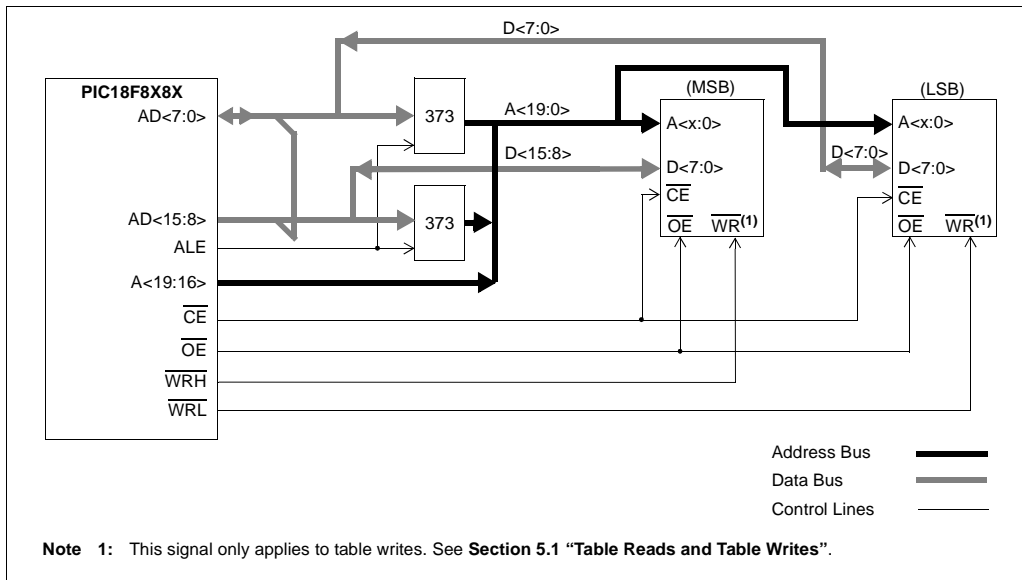 D<7:0>
PIC18F8X8X
AD<7:0>
373
A<19:0>
(MSB)
A<x:0>
(LSB)
A<x:0>
D<15:8>
D<7:0>
D<7:0>
D<7:0>
CE
CE
AD<15:8>
373
OE WR(1)
OE WR(1)
ALE
A<19:16>
CE
OE
WRH
WRL
Address Bus
Data Bus
Control Lines
Note 1: This signal only applies to table writes. See Section 5.1 “Table Reads and Table Writes”.